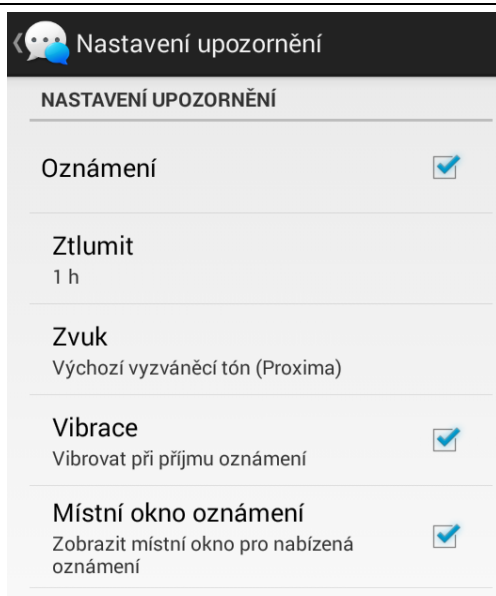 Nastavení upozornění
NASTAVENÍ UPOZORNĚNÍ
Oznámení
Ztlumit
1 h
Zvuk
Výchozí vyzváněcí tón (Proxima)
Vibrace
Vibrovat při příjmu oznámení
Místní okno oznámení
Zobrazit místní okno pro nabízená
oznámení